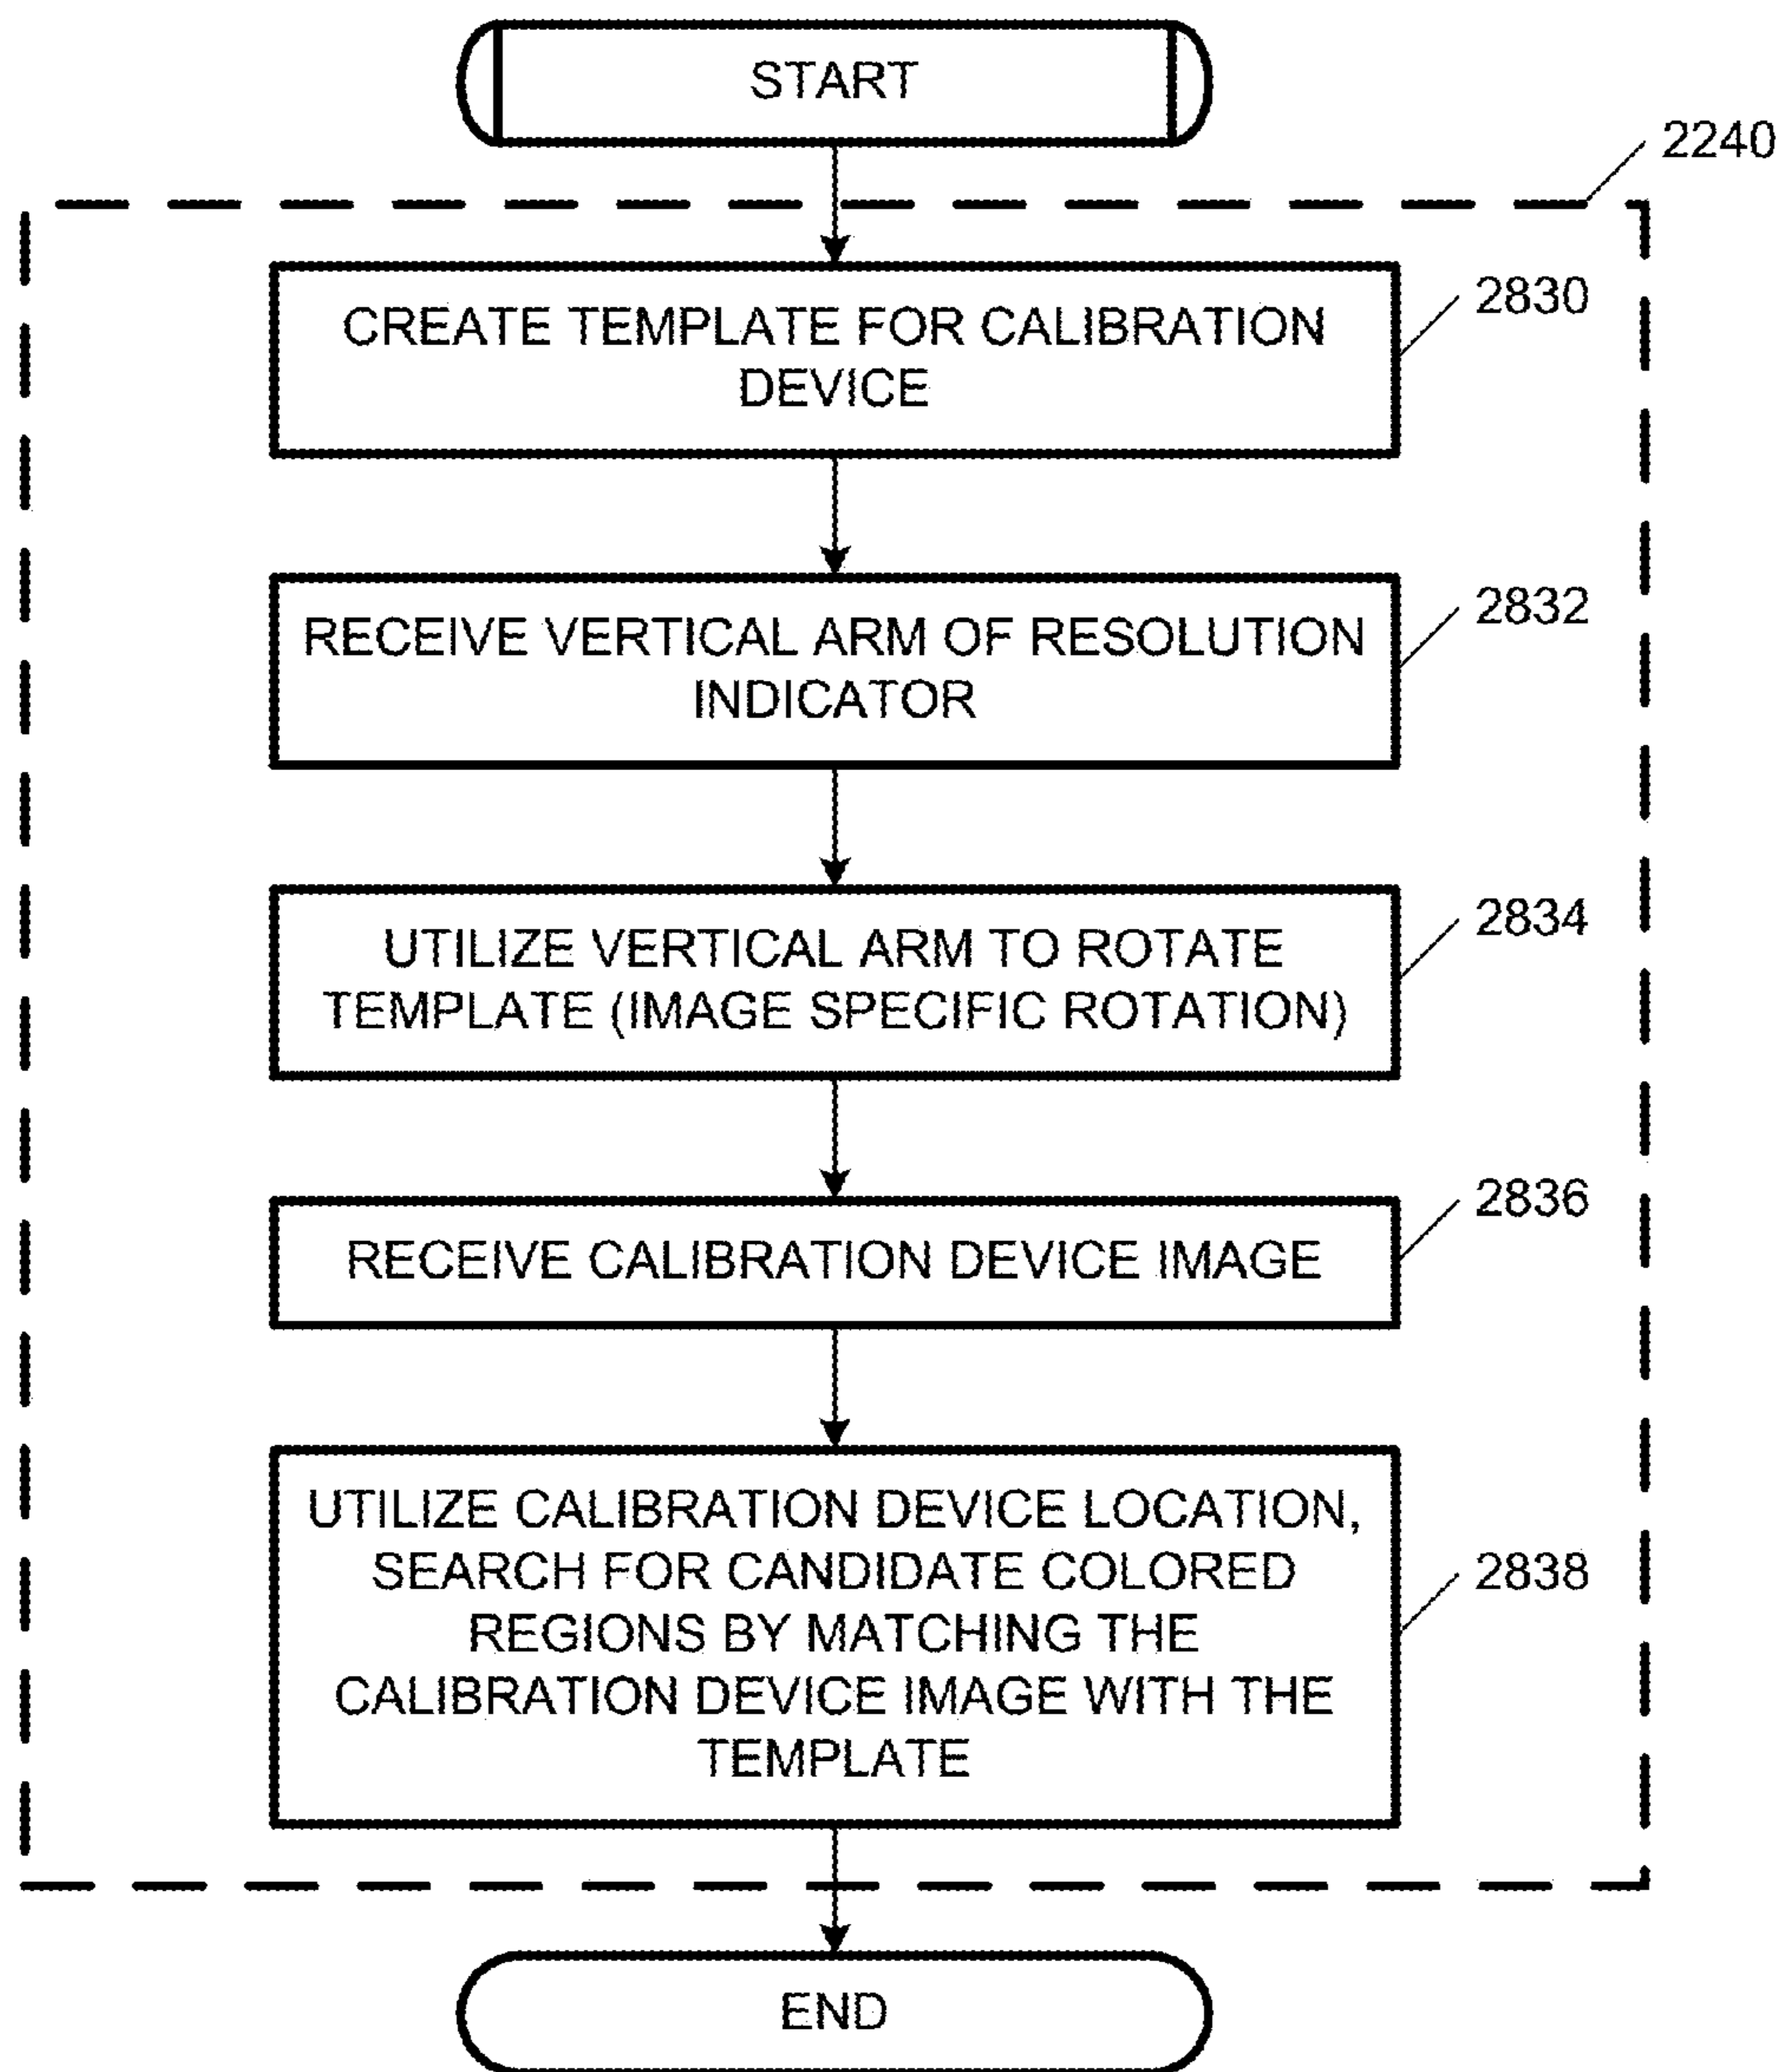 START
2240
CREATE TEMPLATE FOR CALIBRATION
DEVICE
2830
RECEIVE VERTICAL ARM OF RESOLUTION
INDICATOR
2832
UTILIZE VERTICAL ARM TO ROTATE
TEMPLATE (IMAGE SPECIFIC ROTATION)
2834
RECEIVE CALIBRATION DEVICE IMAGE
2836
UTILIZE CALIBRATION DEVICE LOCATION,
SEARCH FOR CANDIDATE COLORED
REGIONS BY MATCHING THE
CALIBRATION DEVICE IMAGE WITH THE
TEMPLATE
2838
END